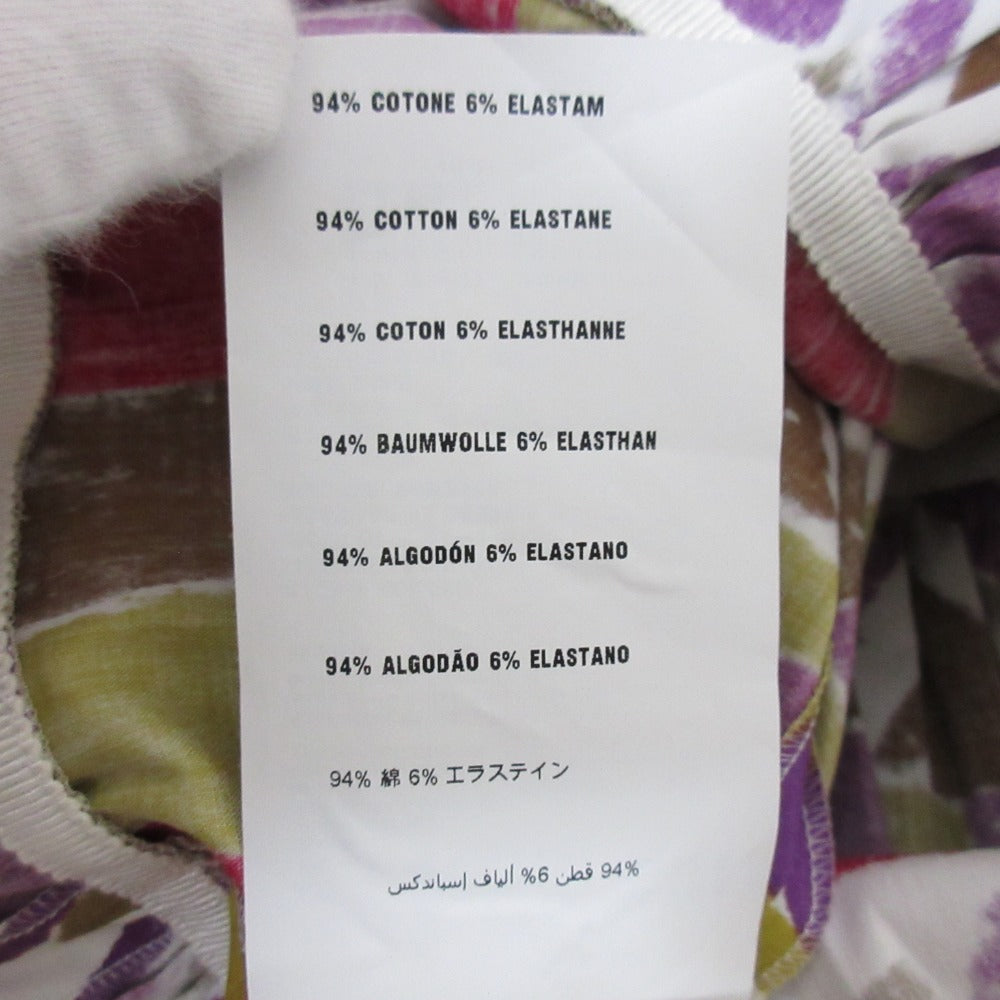 94% COTONE 6% ELASTAM
94% COTTON 6% ELASTANE
94% COTON 6% ELASTHANNE
94% BAUMWOLLE 6% ELASTHAN
94% ALGODÓN 6% ELASTANO
94% ALGODÃO 6% ELASTANO
94% 綿 6% エラステイン
94% قطن 6% ألياف إسباندكس